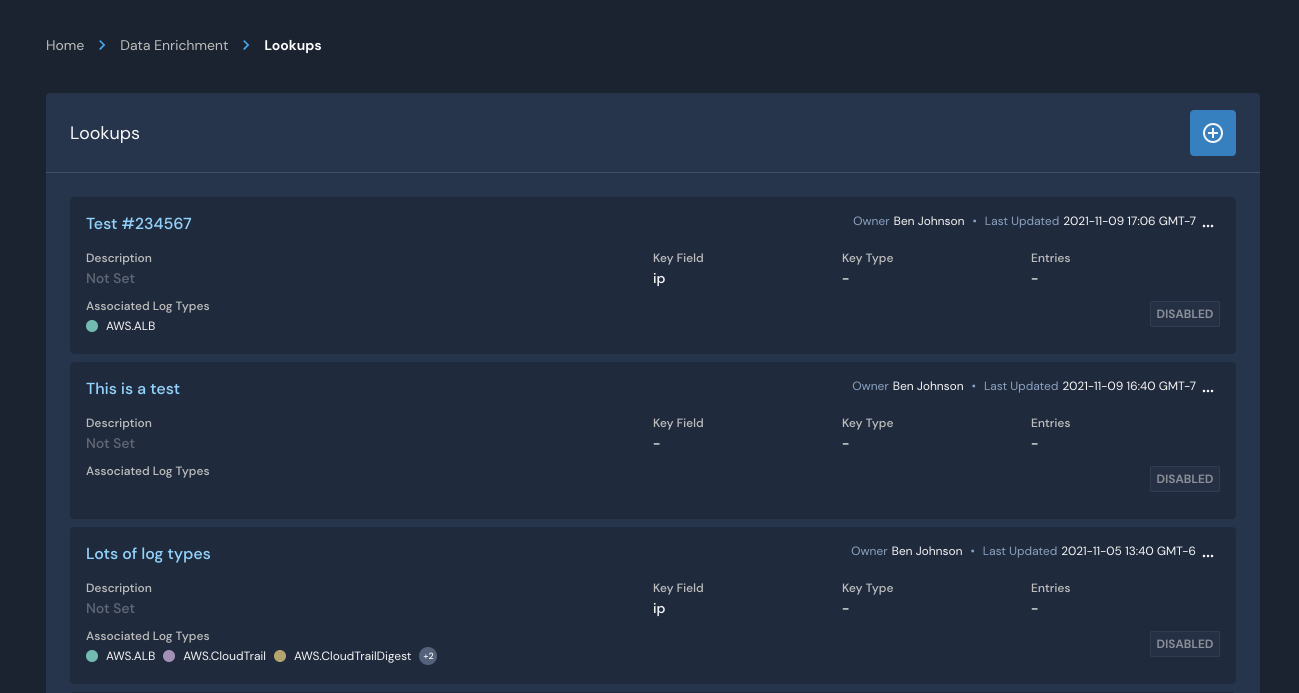 Home > Data Enrichment > Lookups
Lookups
Test #234567
Owner Ben Johnson • Last Updated 2021-11-09 17:06 GMT-7 ...
Description Key Field Key Type Entries
Not Set ip - -
Associated Log Types
AWS.ALB
DISABLED
This is a test
Owner Ben Johnson • Last Updated 2021-11-09 16:40 GMT-7 ...
Description Key Field Key Type Entries
Not Set - - -
Associated Log Types
DISABLED
Lots of log types
Owner Ben Johnson • Last Updated 2021-11-05 13:40 GMT-6 ...
Description Key Field Key Type Entries
Not Set ip - -
Associated Log Types
AWS.ALB AWS.CloudTrail AWS.CloudTrailDigest +2
DISABLED